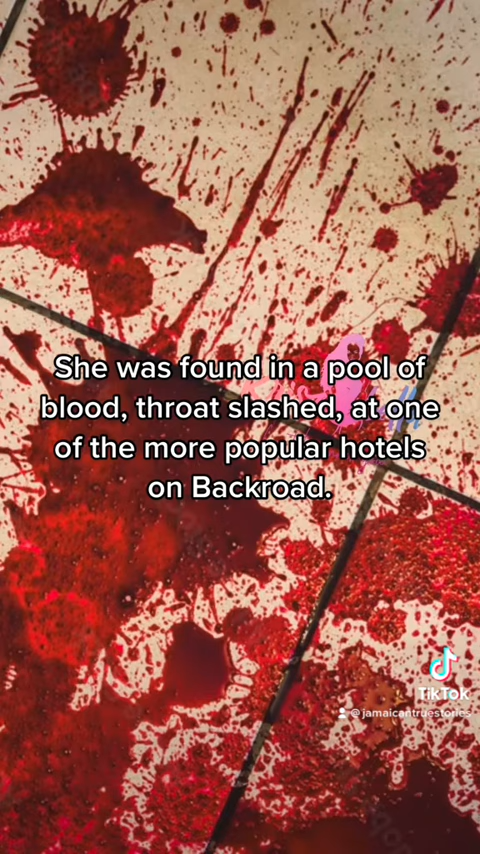 She was found in a pool of
blood, throat slashed, at one
of the more popular hotels
on Backroad.
TikTok
@jamaicantruestories